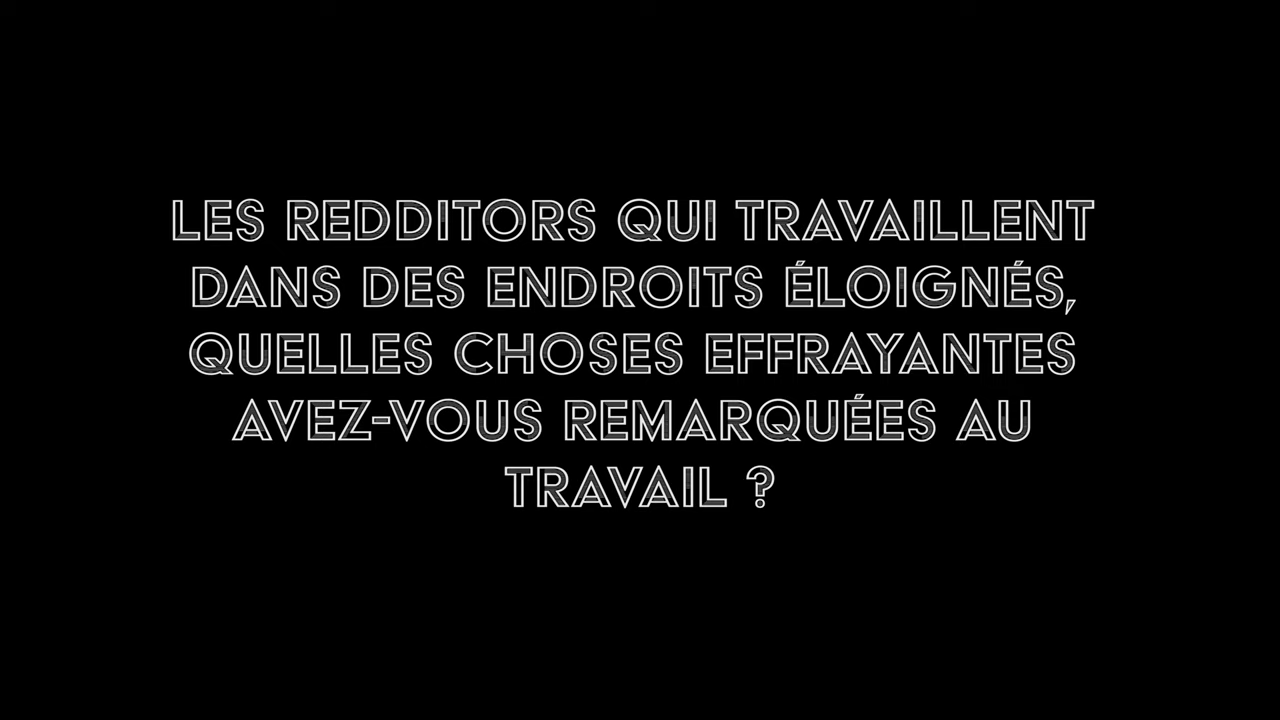 LES REDDITORS QUI TRAVAILLENT
DANS DES ENDROITS ÉLOIGNÉS,
QUELLES CHOSES EFFRAYANTES
AVEZ-VOUS REMARQUÉES AU
TRAVAIL ?